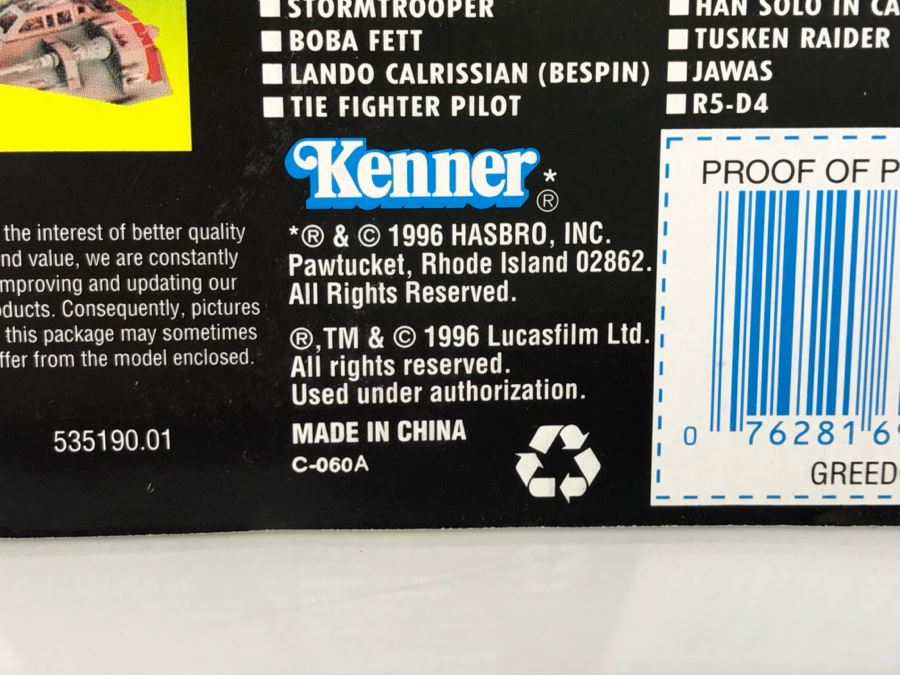 STORMTROOPER
BOBA FETT
LANDO CALRISSIAN (BESPIN)
TIE FIGHTER PILOT
HAN SOLO IN CA
TUSKEN RAIDER
JAWAS
R5-D4
Kenner*®
*® & © 1996 HASBRO, INC.
Pawtucket, Rhode Island 02862.
All Rights Reserved.
®,TM & © 1996 Lucasfilm Ltd.
All rights reserved.
Used under authorization.
MADE IN CHINA
C-060A
the interest of better quality
nd value, we are constantly
mproving and updating our
ducts. Consequently, pictures
this package may sometimes
ffer from the model enclosed.
535190.01
PROOF OF P
0 76281 69
GREED